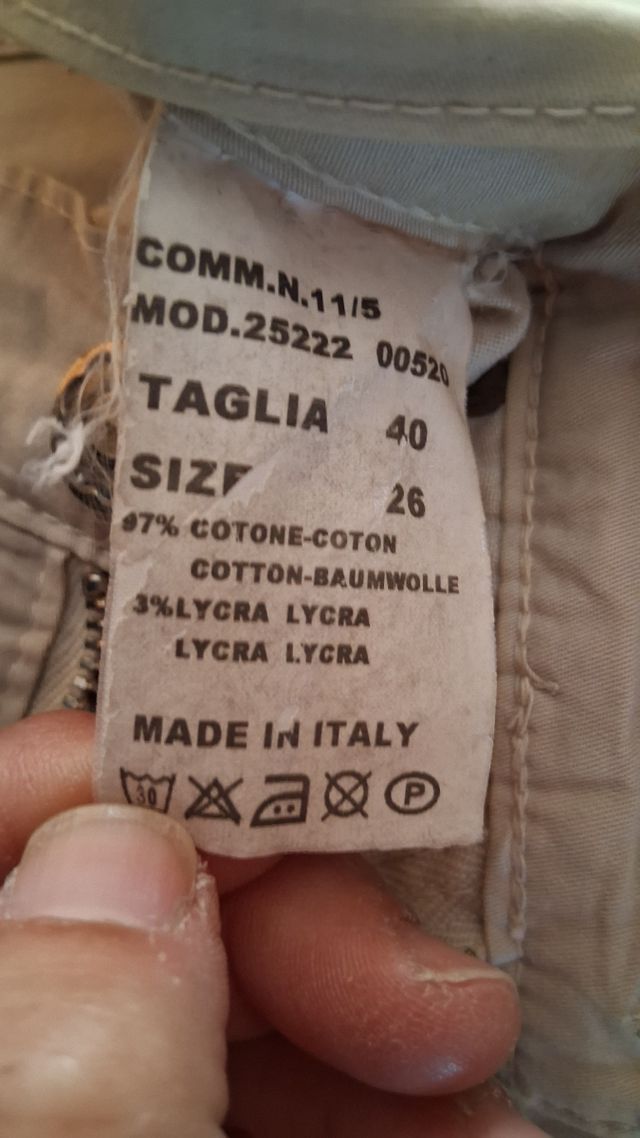 COMM.N.11/5
MOD.25222 00520
TAGLIA 40
SIZE 26
97% COTONE-COTON
COTTON-BAUMWOLLE
3%LYCRA LYCRA
LYCRA LYCRA
MADE IN ITALY
30 P